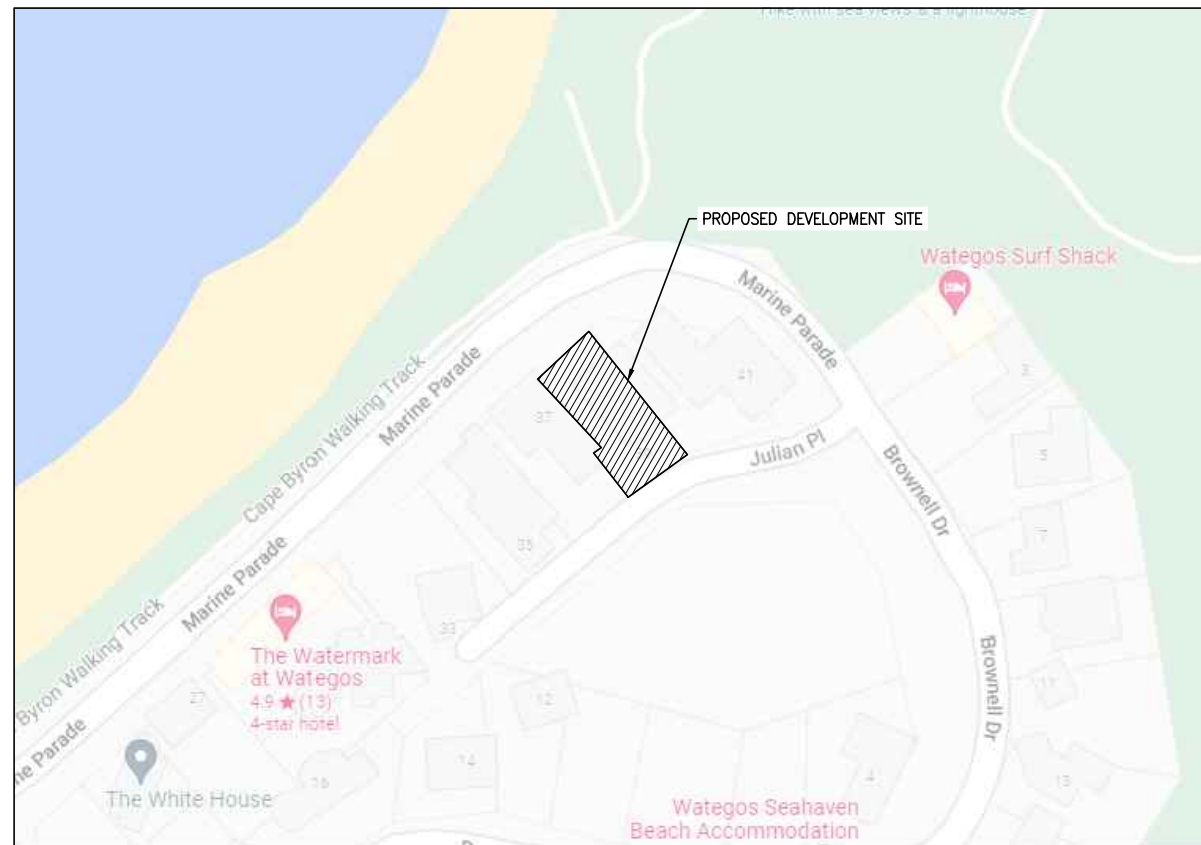 Hike with sea views & a lighthouse
PROPOSED DEVELOPMENT SITE
Wategos Surf Shack
Marine Parade
41
3
Cape Byron Walking Track
Marine Parade
37
5
Julian Pl
Brownell Dr
7
35
Marine Parade
33
Byron Walking Track
The Watermark
at Wategos
4.9 ★ (13)
4-star hotel
27
12
11
Brownell Dr
ne Parade
14
16
4
13
The White House
Wategos Seahaven
Beach Accommodation